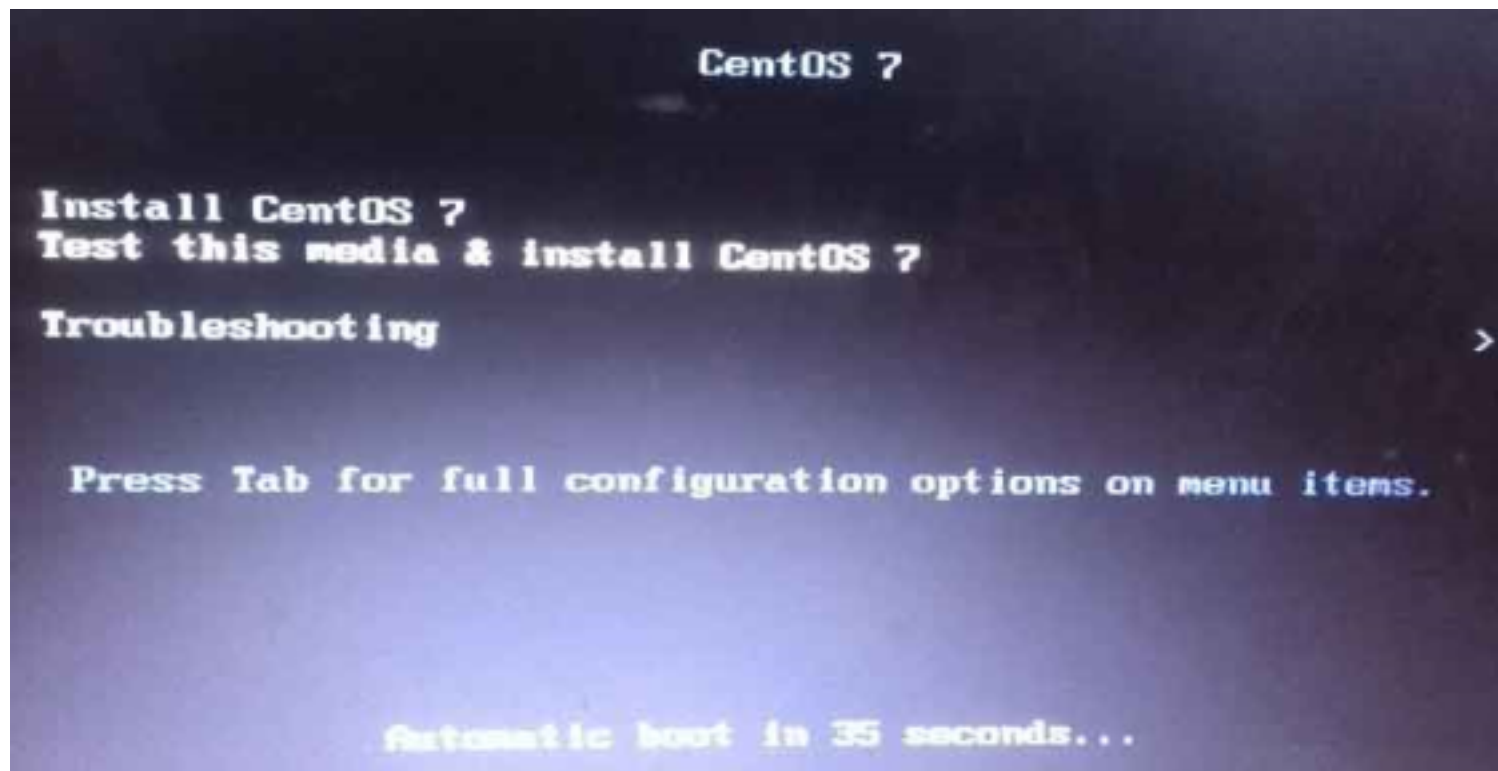 CentOS 7
Install CentOS 7
Test this media & install CentOS 7
Troubleshooting >
Press Tab for full configuration options on menu items.
Automatic boot in 35 seconds...